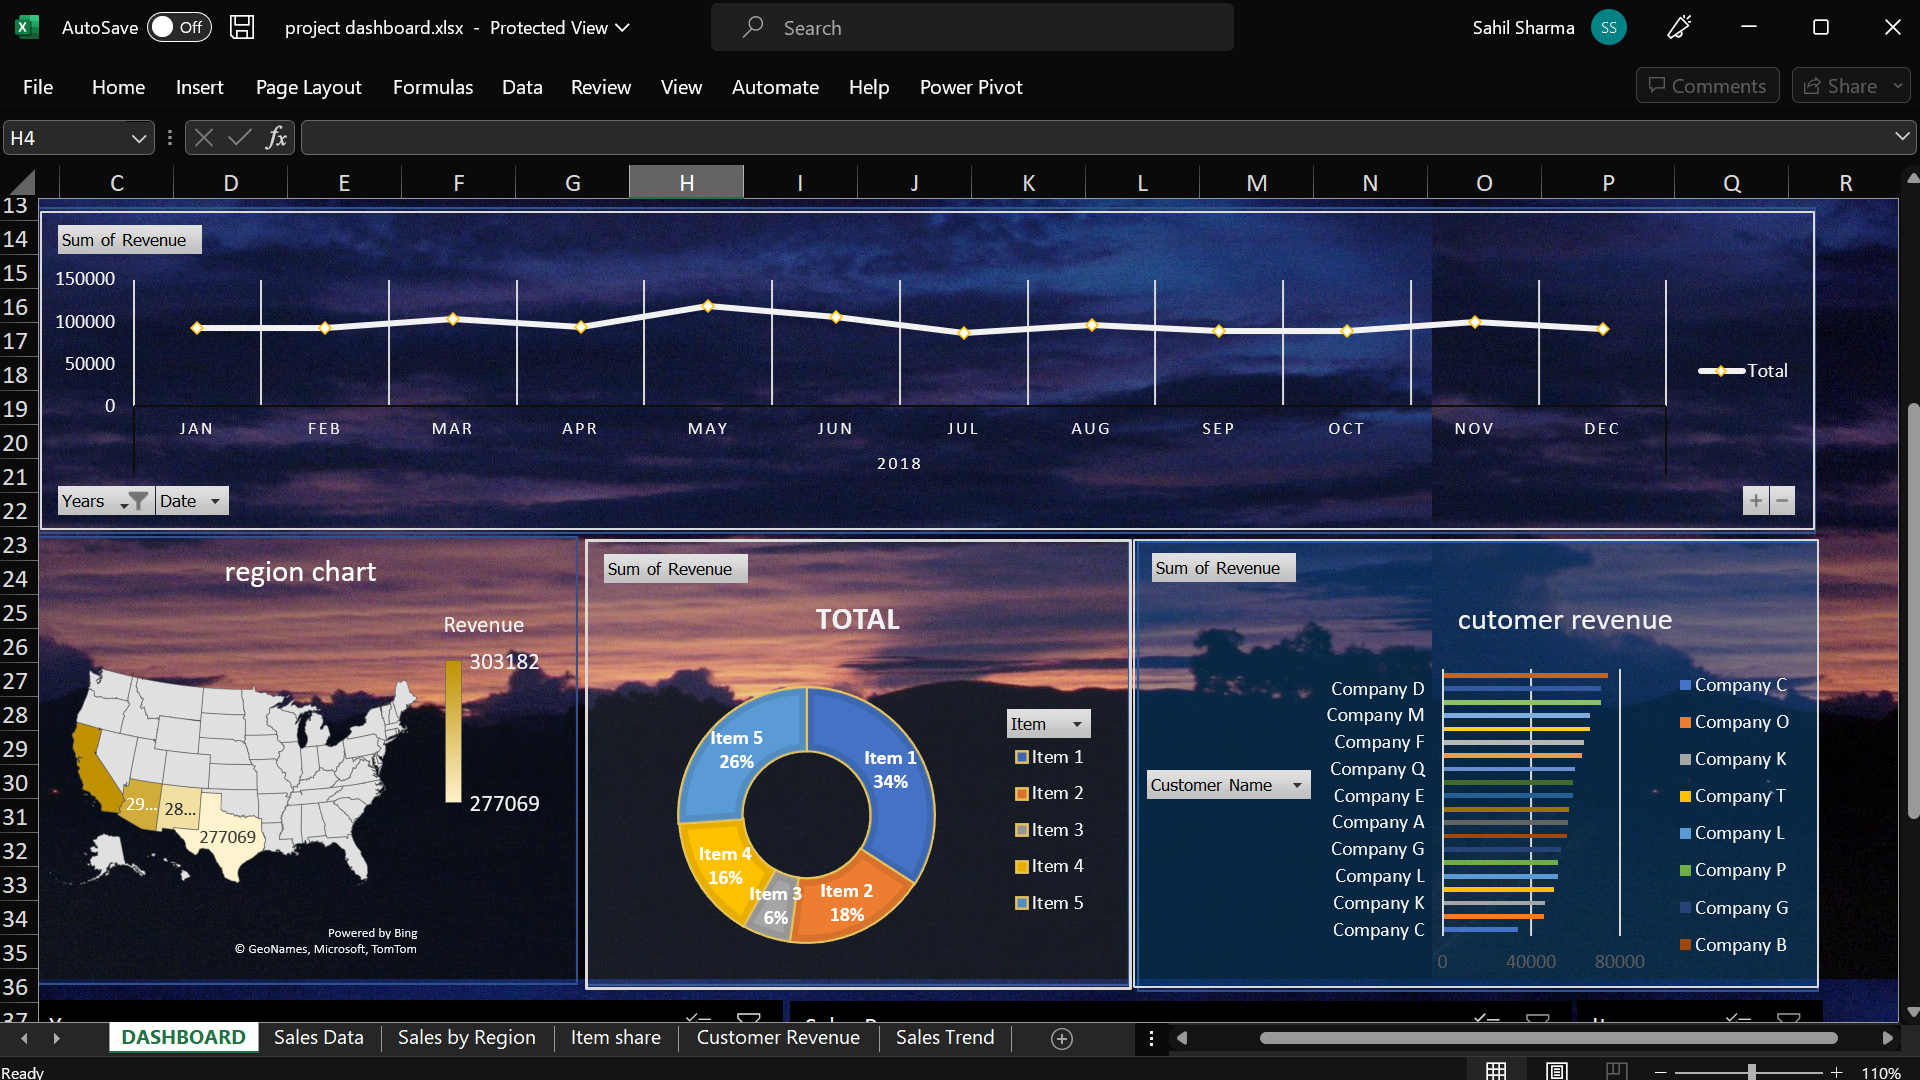 AutoSave Off project dashboard.xlsx - Protected View Search Sahil Sharma SS
File Home Insert Page Layout Formulas Data Review View Automate Help Power Pivot Comments Share
H4 fx
C D E F G H I J K L M N O P Q R
13
14
15
16
17
18
19
20
21
22
23
24
25
26
27
28
29
30
31
32
33
34
35
36
37
Sum of Revenue
150000
100000
50000
0
JAN FEB MAR APR MAY JUN JUL AUG SEP OCT NOV DEC
2018
Total
Years Date
+ −
region chart
Revenue
303182
277069
29...
28...
277069
Powered by Bing
© GeoNames, Microsoft, TomTom
Sum of Revenue
TOTAL
Item 5
26%
Item 1
34%
Item 4
16%
Item 3
6%
Item 2
18%
Item
Item 1
Item 2
Item 3
Item 4
Item 5
Sum of Revenue
cutomer revenue
Customer Name
Company D
Company M
Company F
Company Q
Company E
Company A
Company G
Company L
Company K
Company C
0 40000 80000
Company C
Company O
Company K
Company T
Company L
Company P
Company G
Company B
DASHBOARD Sales Data Sales by Region Item share Customer Revenue Sales Trend
Ready 110%